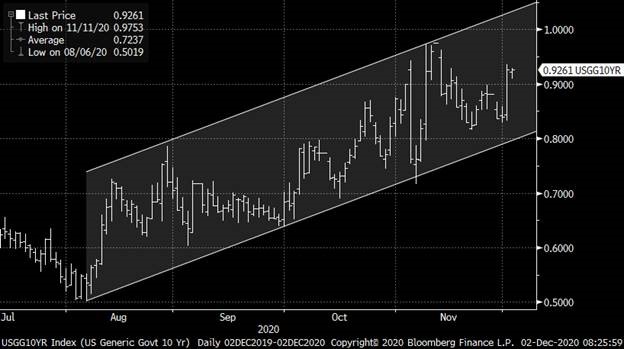 Last Price 0.9261
High on 11/11/20 0.9753
Average 0.7237
Low on 08/06/20 0.5019
1.0000
0.9261 USGG10YR
0.9000
0.8000
0.7000
0.6000
0.5000
Jul Aug Sep Oct Nov
2020
USGG10YR Index (US Generic Govt 10 Yr) Daily 02DEC2019-02DEC2020 Copyright© 2020 Bloomberg Finance L.P. 02-Dec-2020 08:25:59